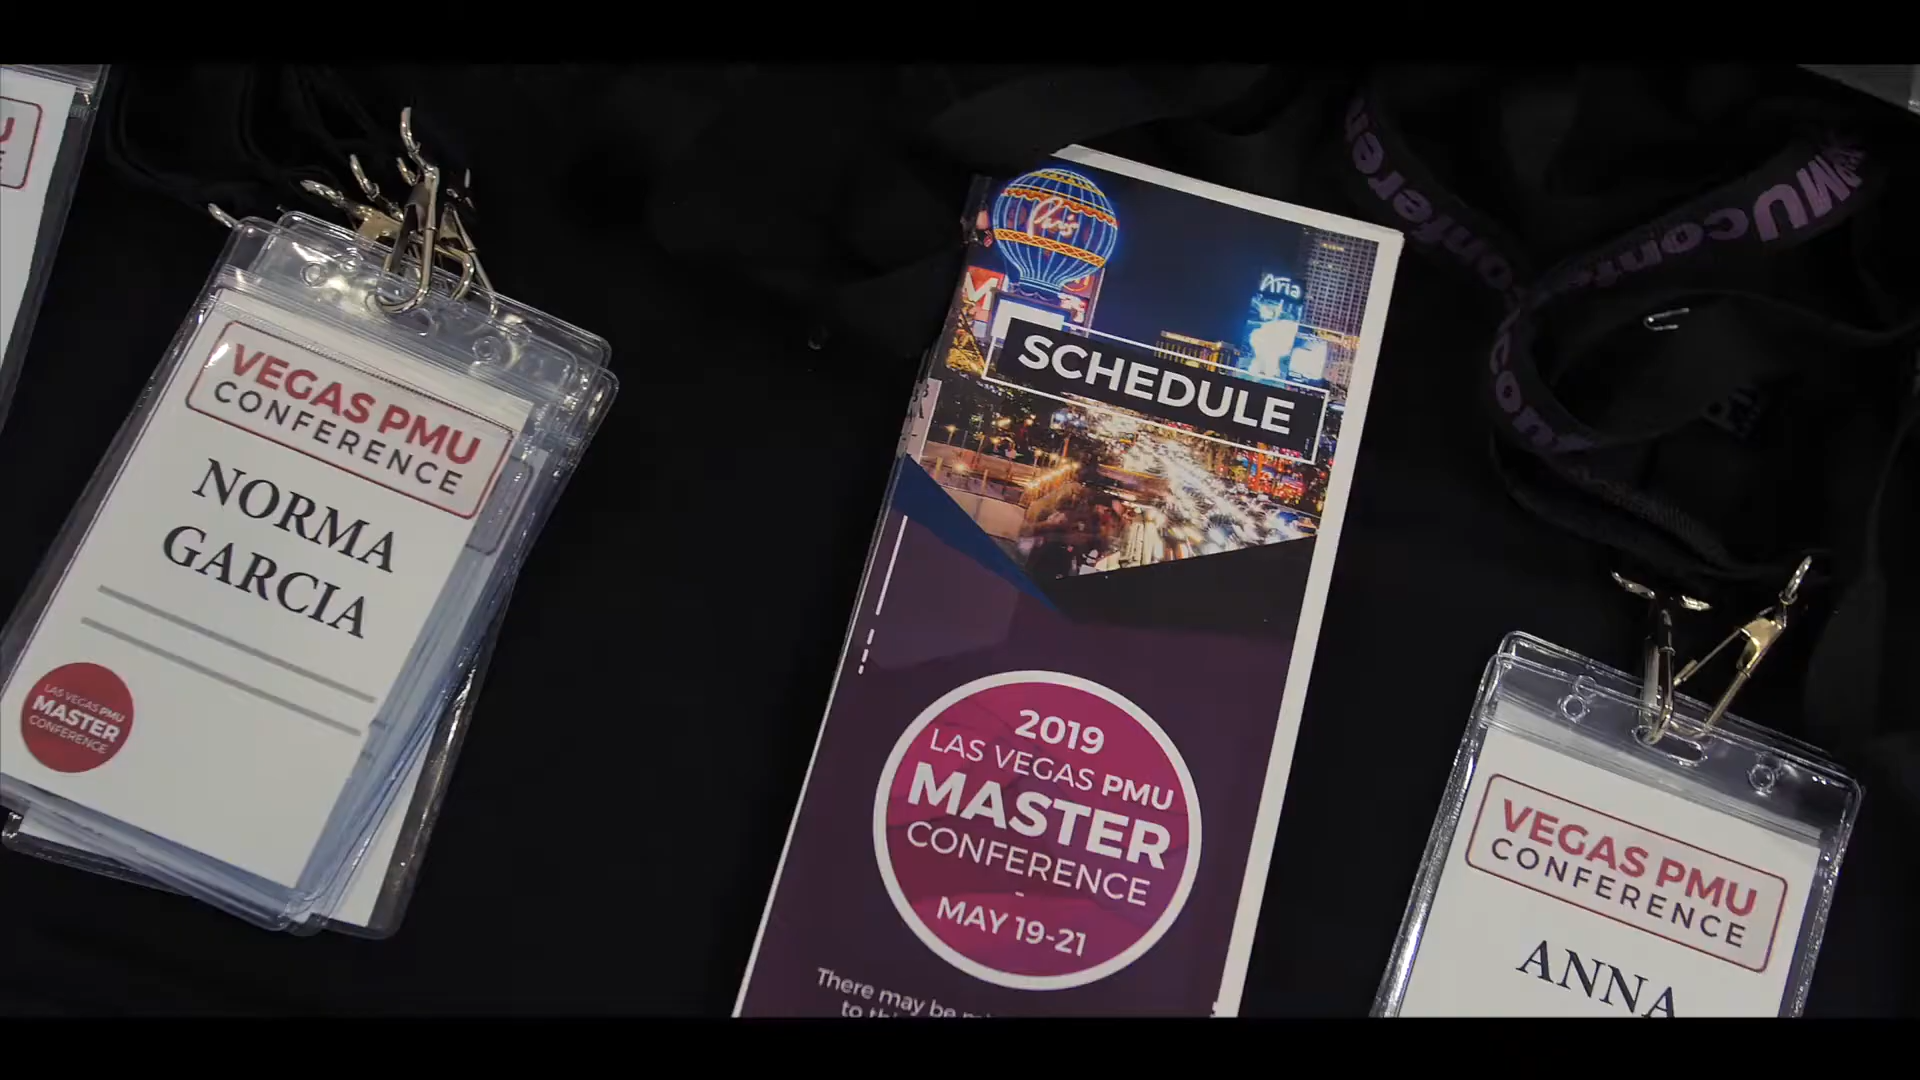 VEGAS PMU
CONFERENCE
NORMA
GARCIA
LAS VEGAS PMU
MASTER
CONFERENCE
Paris
Aria
M
SCHEDULE
2019
LAS VEGAS PMU
MASTER
CONFERENCE
-
MAY 19-21
There may be
PMUconf
VEGAS PMU
CONFERENCE
ANNA